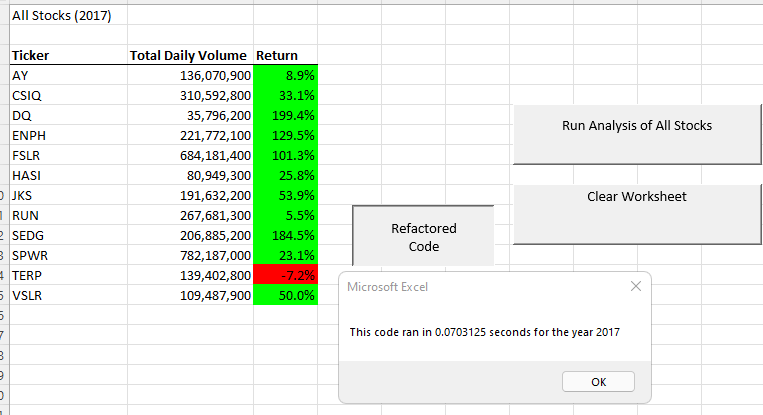 All Stocks (2017)
Ticker Total Daily Volume Return
AY 136,070,900 8.9%
CSIQ 310,592,800 33.1%
DQ 35,796,200 199.4%
ENPH 221,772,100 129.5%
FSLR 684,181,400 101.3%
HASI 80,949,300 25.8%
JKS 191,632,200 53.9%
RUN 267,681,300 5.5%
SEDG 206,885,200 184.5%
SPWR 782,187,000 23.1%
TERP 139,402,800 -7.2%
VSLR 109,487,900 50.0%
Run Analysis of All Stocks
Clear Worksheet
Refactored
Code
Microsoft Excel
This code ran in 0.0703125 seconds for the year 2017
OK